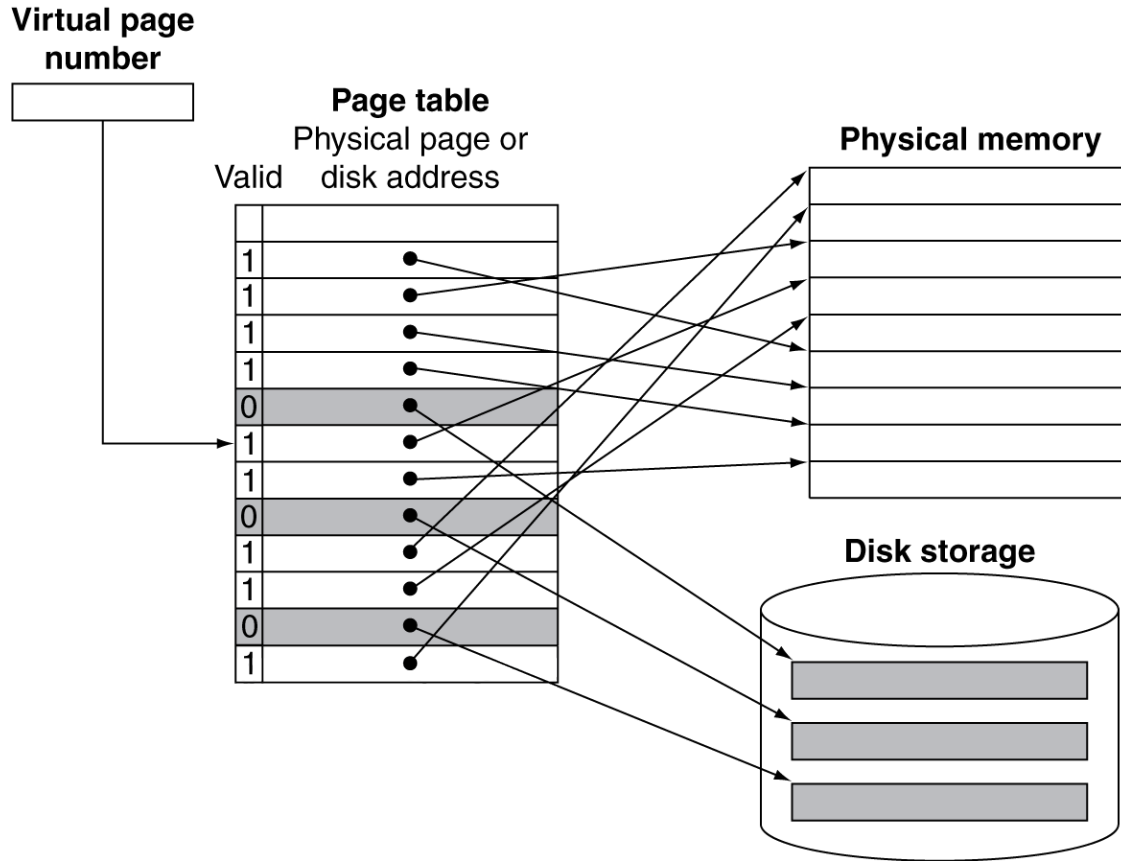 Virtual page
number
Page table
Physical page or
Valid disk address
Physical memory
1
1
1
1
0
1
1
0
1
1
0
1
Disk storage